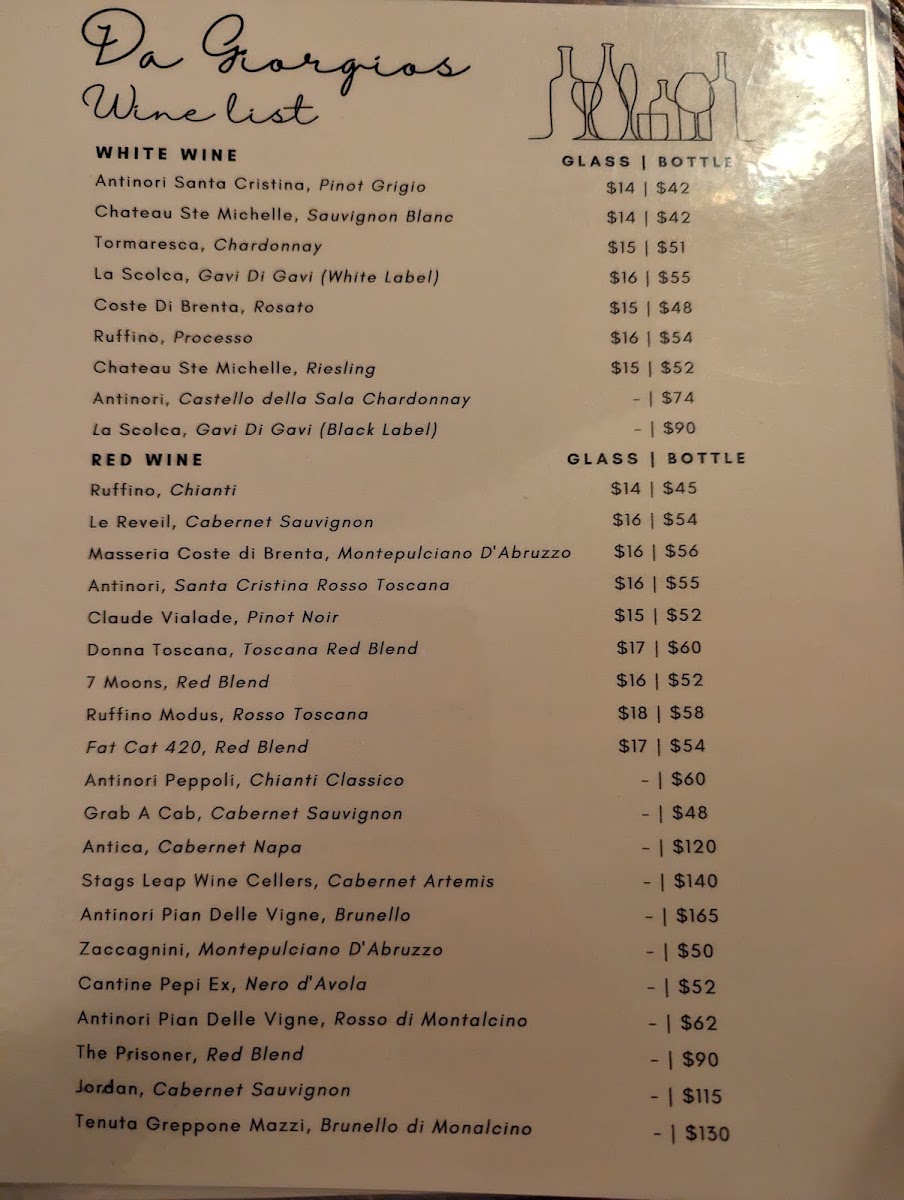 Da Giorgios
Wine list
WHITE WINE GLASS | BOTTLE
Antinori Santa Cristina, Pinot Grigio $14 | $42
Chateau Ste Michelle, Sauvignon Blanc $14 | $42
Tormaresca, Chardonnay $15 | $51
La Scolca, Gavi Di Gavi (White Label) $16 | $55
Coste Di Brenta, Rosato $15 | $48
Ruffino, Processo $16 | $54
Chateau Ste Michelle, Riesling $15 | $52
Antinori, Castello della Sala Chardonnay - | $74
La Scolca, Gavi Di Gavi (Black Label) - | $90
RED WINE GLASS | BOTTLE
Ruffino, Chianti $14 | $45
Le Reveil, Cabernet Sauvignon $16 | $54
Masseria Coste di Brenta, Montepulciano D'Abruzzo $16 | $56
Antinori, Santa Cristina Rosso Toscana $16 | $55
Claude Vialade, Pinot Noir $15 | $52
Donna Toscana, Toscana Red Blend $17 | $60
7 Moons, Red Blend $16 | $52
Ruffino Modus, Rosso Toscana $18 | $58
Fat Cat 420, Red Blend $17 | $54
Antinori Peppoli, Chianti Classico - | $60
Grab A Cab, Cabernet Sauvignon - | $48
Antica, Cabernet Napa - | $120
Stags Leap Wine Cellers, Cabernet Artemis - | $140
Antinori Pian Delle Vigne, Brunello - | $165
Zaccagnini, Montepulciano D'Abruzzo - | $50
Cantine Pepi Ex, Nero d'Avola - | $52
Antinori Pian Delle Vigne, Rosso di Montalcino - | $62
The Prisoner, Red Blend - | $90
Jordan, Cabernet Sauvignon - | $115
Tenuta Greppone Mazzi, Brunello di Monalcino - | $130